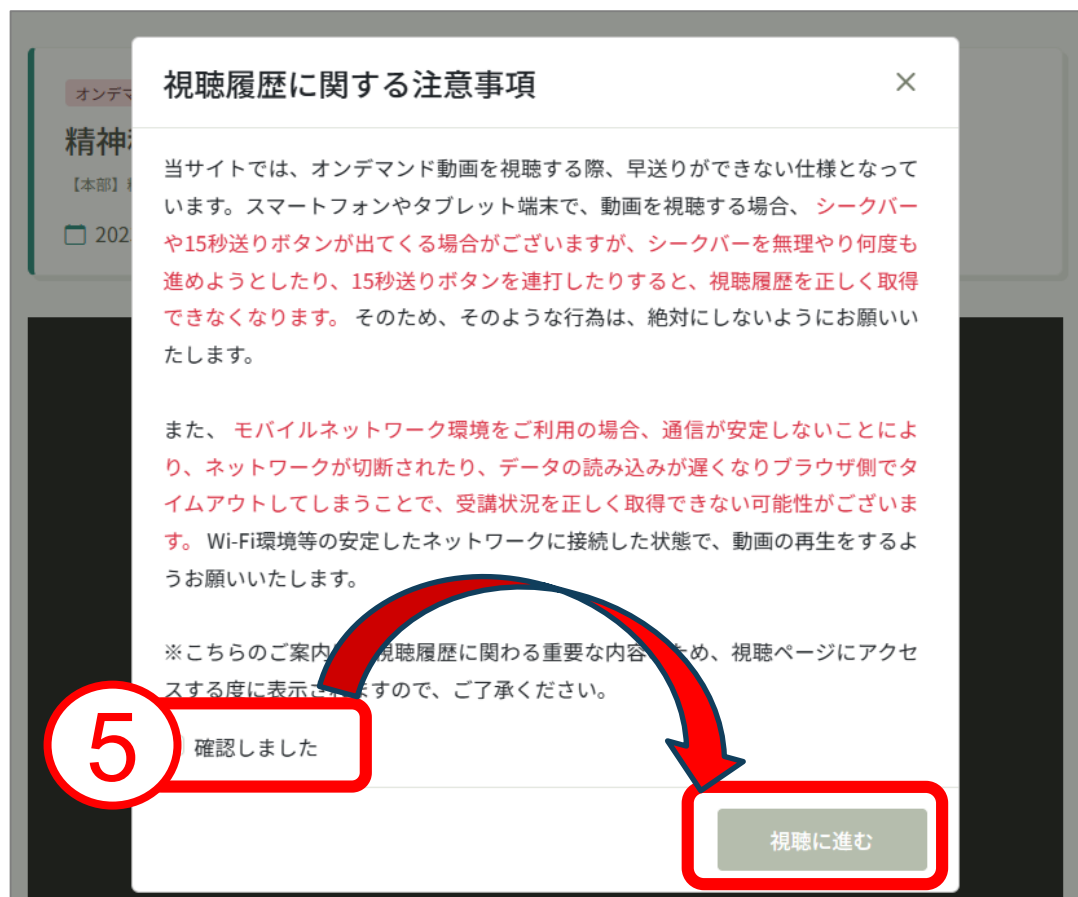 視聴履歴に関する注意事項
オンデマ
精神
【本部】
202
当サイトでは、オンデマンド動画を視聴する際、早送りができない仕様となって
います。スマートフォンやタブレット端末で、動画を視聴する場合、 シークバー
や15秒送りボタンが出てくる場合がございますが、シークバーを無理やり何度も
進めようとしたり、15秒送りボタンを連打したりすると、視聴履歴を正しく取得
できなくなります。 そのため、そのような行為は、絶対にしないようにお願いい
たします。
また、 モバイルネットワーク環境をご利用の場合、通信が安定しないことによ
り、ネットワークが切断されたり、データの読み込みが遅くなりブラウザ側でタ
イムアウトしてしまうことで、受講状況を正しく取得できない可能性がございま
す。 Wi-Fi環境等の安定したネットワークに接続した状態で、動画の再生をするよ
うお願いいたします。
※こちらのご案内 視聴履歴に関わる重要な内容 ため、視聴ページにアクセ
スする度に表示されますので、ご了承ください。
5
確認しました
視聴に進む